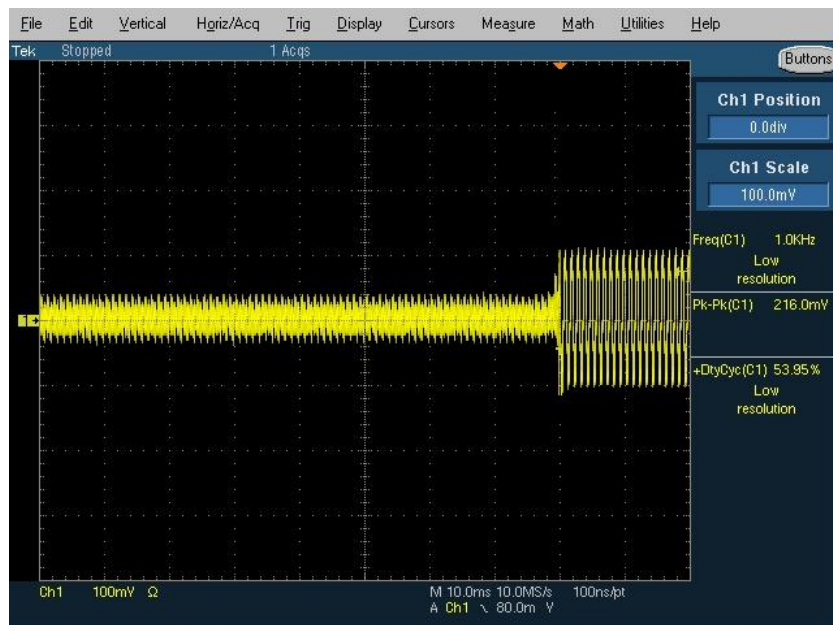 File Edit Vertical Horiz/Acq Trig Display Cursors Measure Math Utilities Help
Tek Stopped 1 Acqs
Buttons
Ch1 Position
0.0div
Ch1 Scale
100.0mV
Freq(C1) 1.0KHz
Low
resolution
Pk-Pk(C1) 216.0mV
+DtyCyc(C1) 53.95%
Low
resolution
1
Ch1 100mV Ω
M 10.0ms 10.0MS/s 100ns/pt
A Ch1 ∖ 80.0m V